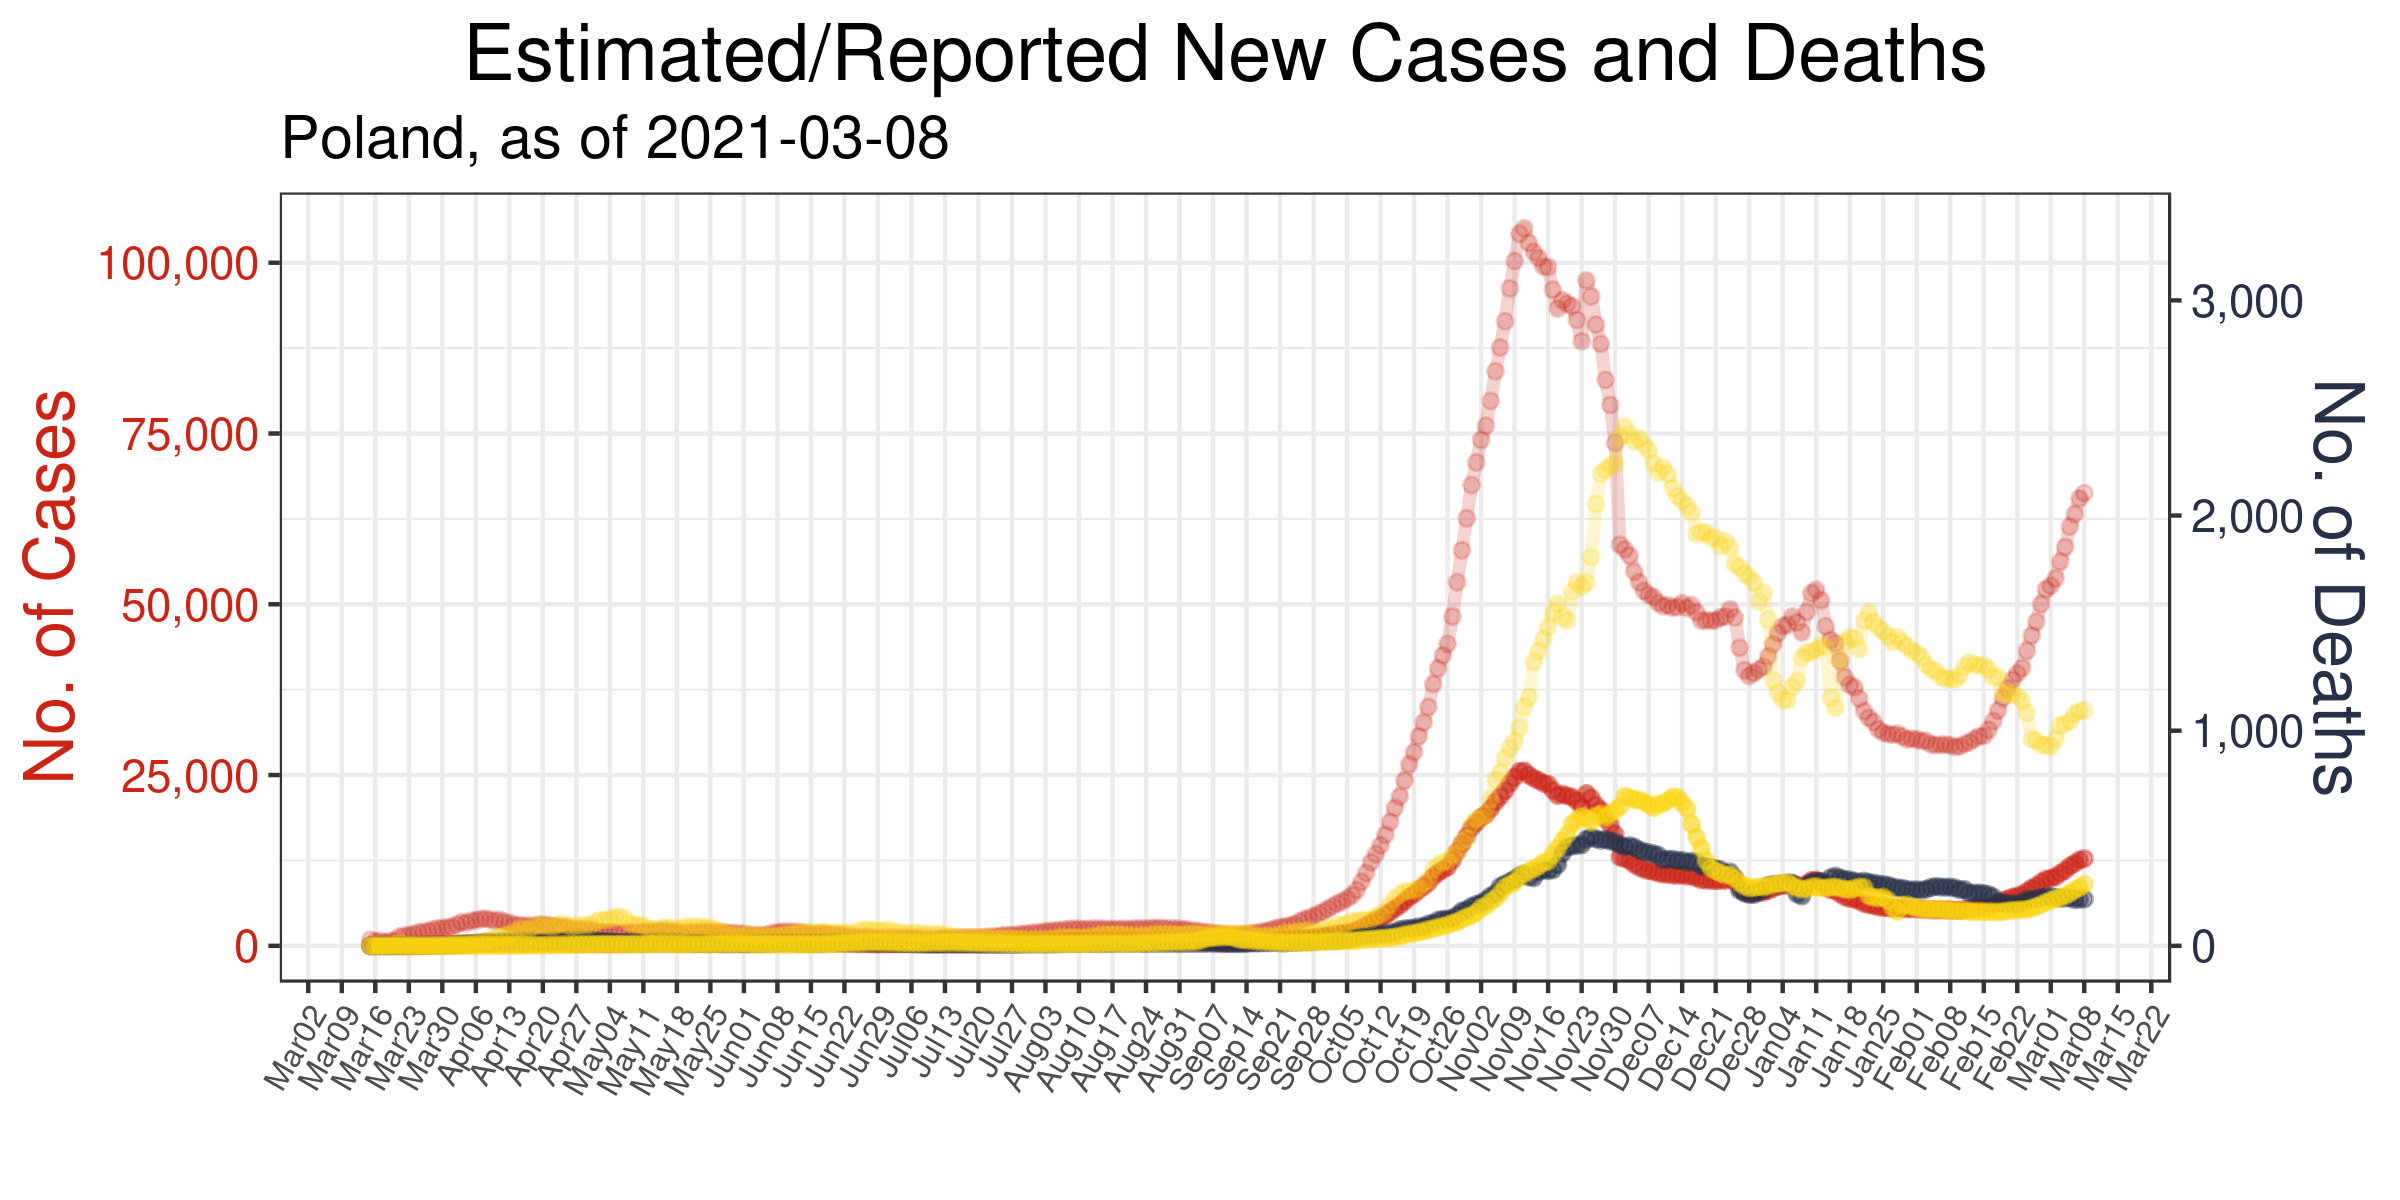 Estimated/Reported New Cases and Deaths
Poland, as of 2021-03-08
No. of Cases
100,000
75,000
50,000
25,000
0
3,000
2,000
1,000
0
No. of Deaths
Mar02
Mar09
Mar16
Mar23
Mar30
Apr06
Apr13
Apr20
Apr27
May04
May11
May18
May25
Jun01
Jun08
Jun15
Jun22
Jun29
Jul06
Jul13
Jul20
Jul27
Aug03
Aug10
Aug17
Aug24
Aug31
Sep07
Sep14
Sep21
Sep28
Oct05
Oct12
Oct19
Oct26
Nov02
Nov09
Nov16
Nov23
Nov30
Dec07
Dec14
Dec21
Dec28
Jan04
Jan11
Jan18
Jan25
Feb01
Feb08
Feb15
Feb22
Mar01
Mar08
Mar15
Mar22